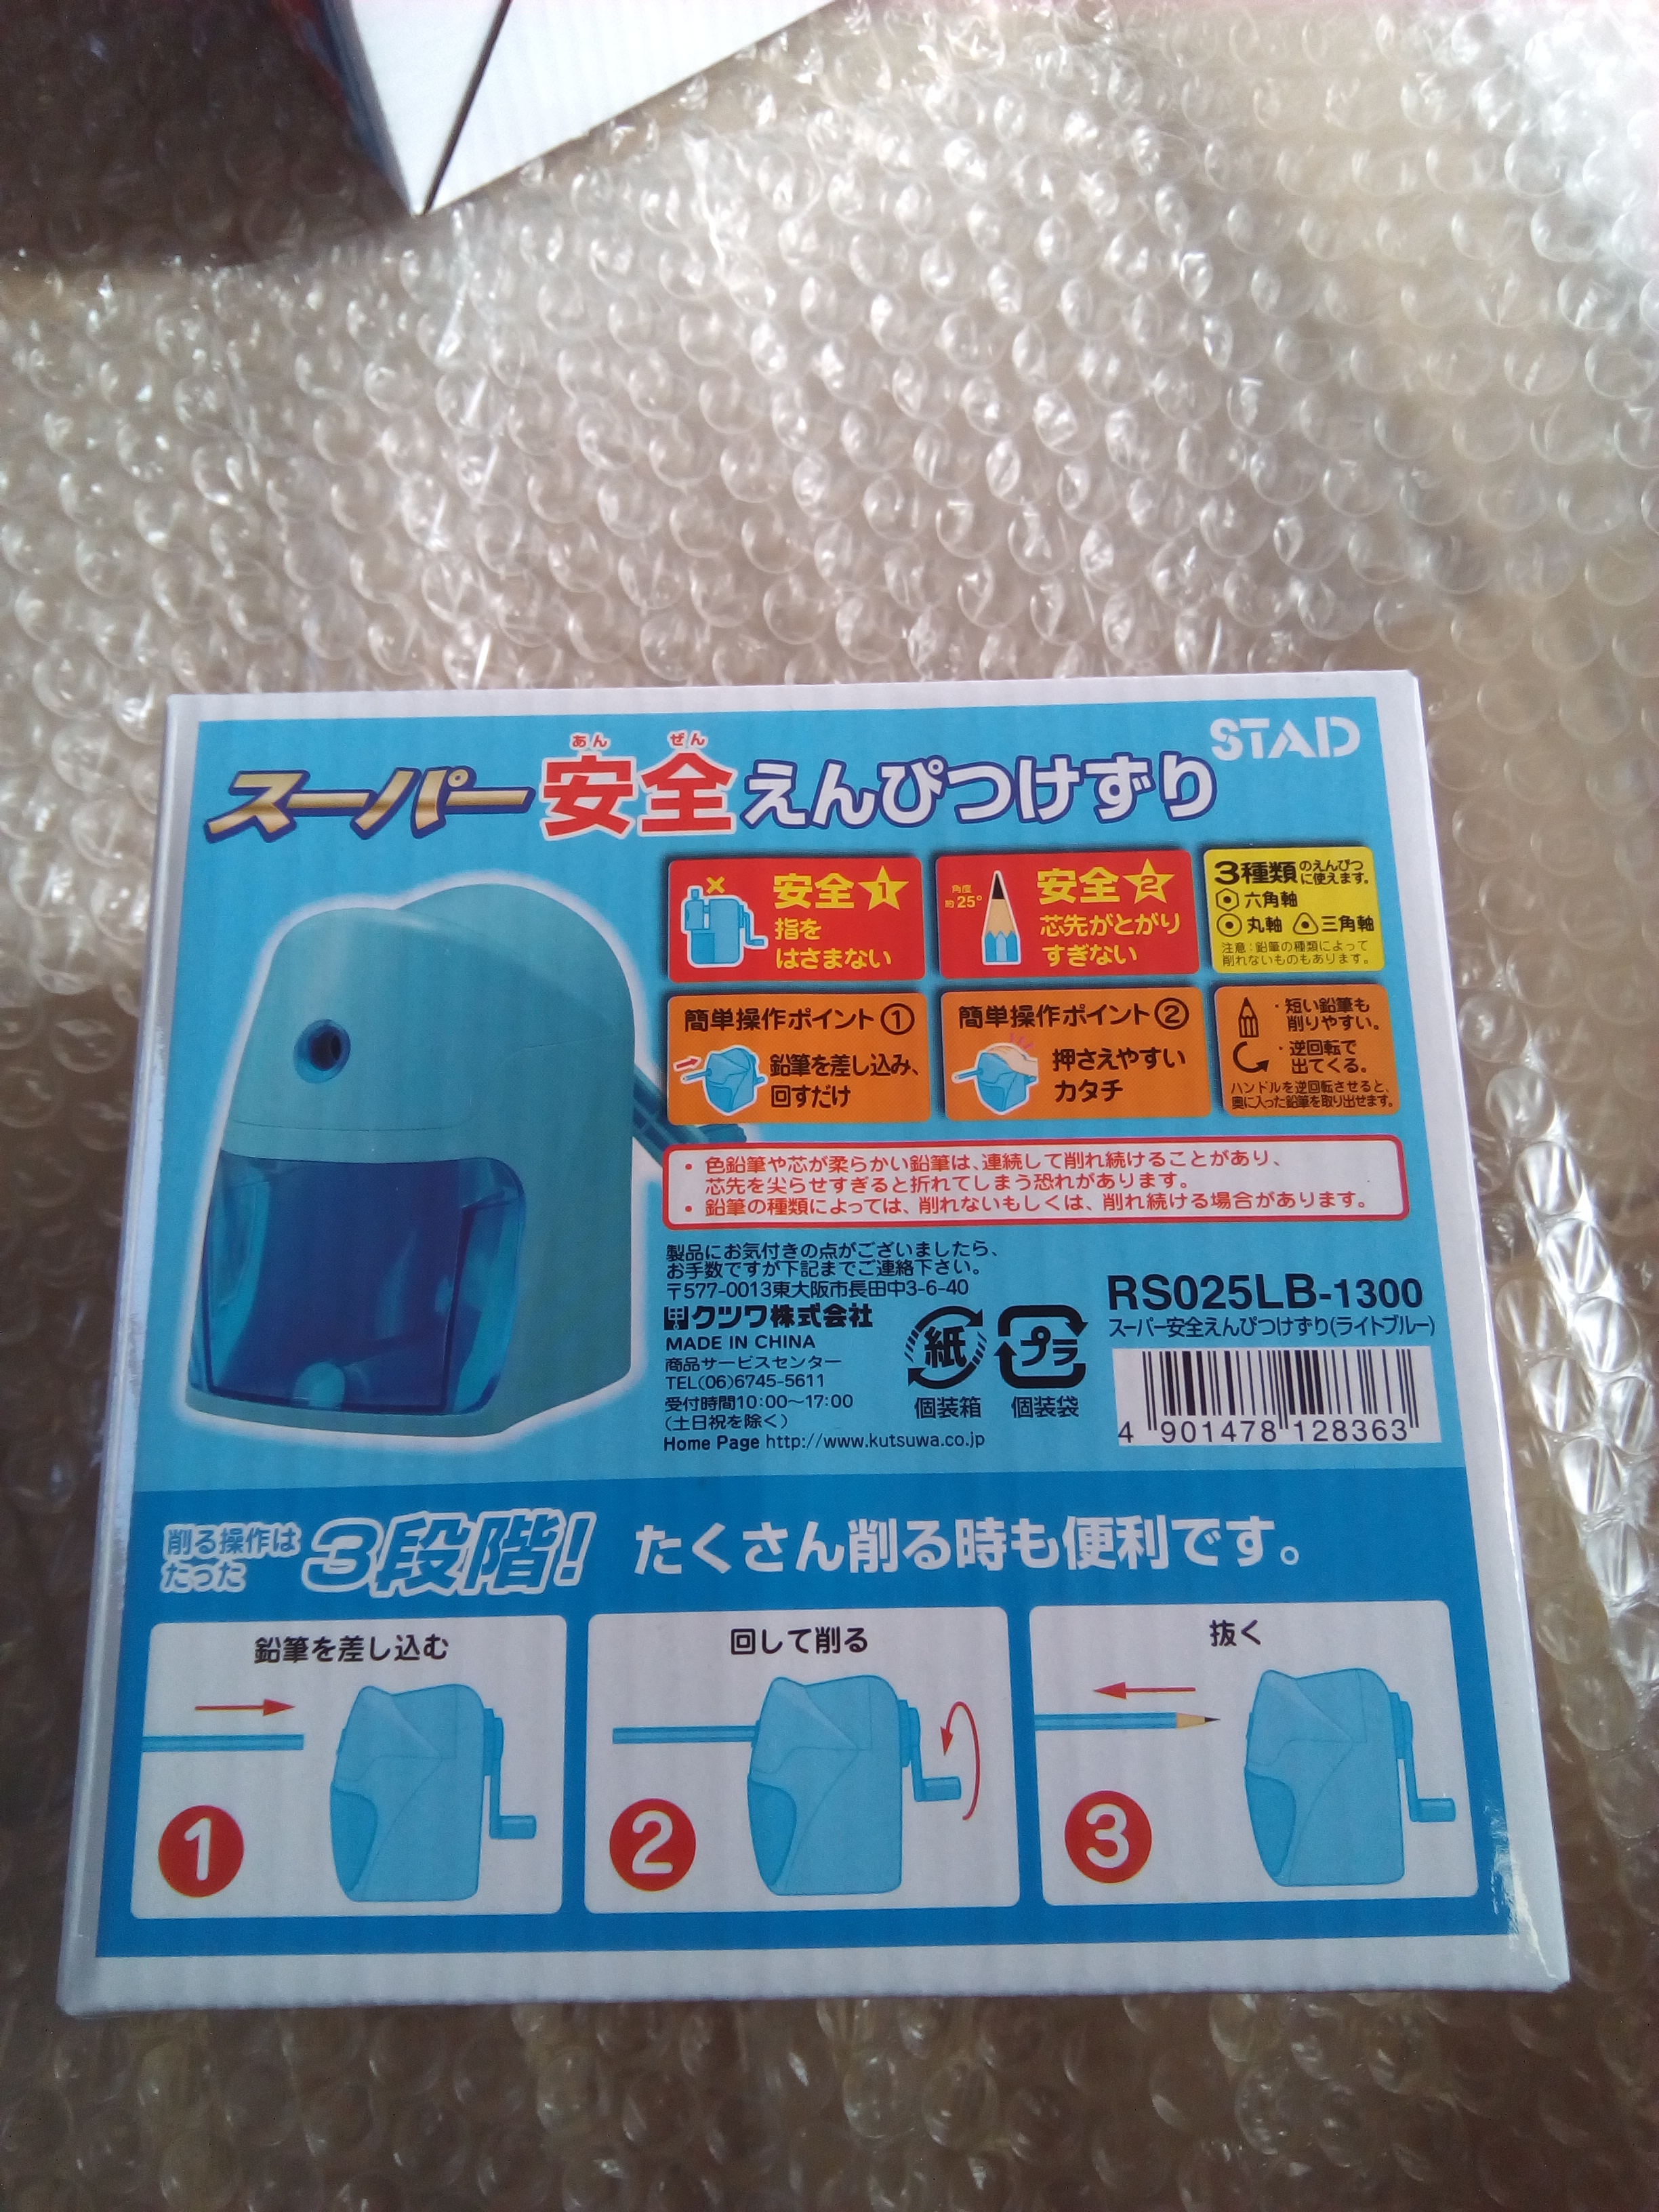 STAD
あん ぜん
スーパー安全えんぴつけずり
安全1
指を
はさまない
角度
約25°
安全2
芯先がとがり
すぎない
3種類のえんぴつ
に使えます。
六角軸
丸軸 三角軸
注意:鉛筆の種類によって
削れないものもあります。
簡単操作ポイント①
鉛筆を差し込み、
回すだけ
簡単操作ポイント②
押さえやすい
カタチ
・短い鉛筆も
削りやすい。
・逆回転で
出てくる。
ハンドルを逆回転させると、
奥に入った鉛筆を取り出せます。
・色鉛筆や芯が柔らかい鉛筆は、連続して削れ続けることがあり、
芯先を尖らせすぎると折れてしまう恐れがあります。
・鉛筆の種類によっては、削れないもしくは、削れ続ける場合があります。
製品にお気付きの点がございましたら、
お手数ですが下記までご連絡下さい。
〒577-0013東大阪市長田中3-6-40
クツワ株式会社
MADE IN CHINA
商品サービスセンター
TEL(06)6745-5611
受付時間10:00〜17:00
(土日祝を除く)
Home Page http://www.kutsuwa.co.jp
紙
個装箱
プラ
個装袋
RS025LB-1300
スーパー安全えんぴつけずり(ライトブルー)
4 901478 128363
削る操作は
たった
3段階!
たくさん削る時も便利です。
鉛筆を差し込む
1
回して削る
2
抜く
3